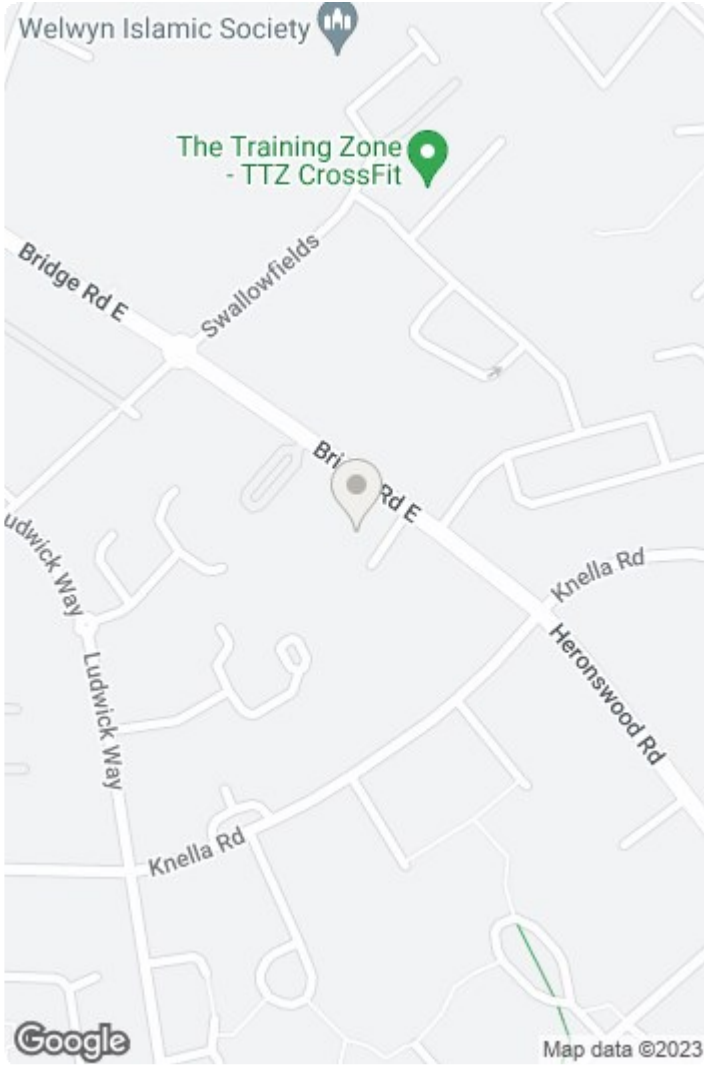 Welwyn Islamic Society
The Training Zone
- TTZ CrossFit
Swallowfields
Bridge Rd E
Rd E
Knella Rd
Ludwick Way
Heronswood Rd
Ludwick Way
Knella Rd
Google
Map data ©2023